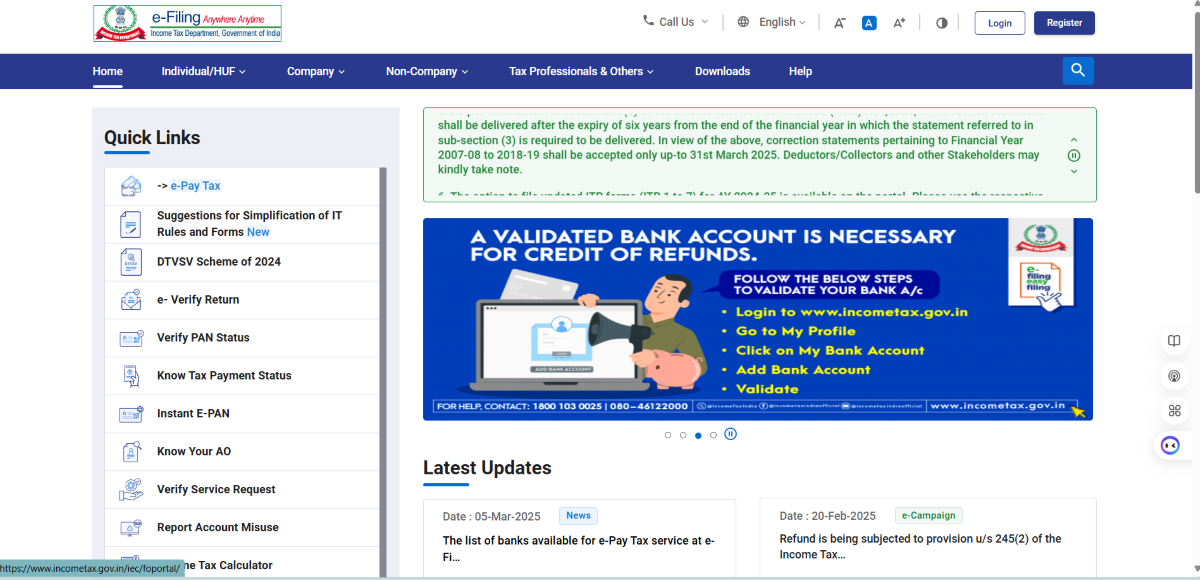 e-Filing Anywhere Anytime
Income Tax Department, Government of India
Call Us
English
A-
A
A+
Login
Register
Home
Individual/HUF
Company
Non-Company
Tax Professionals & Others
Downloads
Help
Quick Links
-> e-Pay Tax
Suggestions for Simplification of IT
Rules and Forms New
DTVSV Scheme of 2024
e- Verify Return
Verify PAN Status
Know Tax Payment Status
Instant E-PAN
Know Your AO
Verify Service Request
Report Account Misuse
me Tax Calculator
https://www.incometax.gov.in/iec/foportal/
shall be delivered after the expiry of six years from the end of the financial year in which the statement referred to in
sub-section (3) is required to be delivered. In view of the above, correction statements pertaining to Financial Year
2007-08 to 2018-19 shall be accepted only up-to 31st March 2025. Deductors/Collectors and other Stakeholders may
kindly take note.
A VALIDATED BANK ACCOUNT IS NECESSARY
FOR CREDIT OF REFUNDS.
FOLLOW THE BELOW STEPS
TO VALIDATE YOUR BANK A/c
• Login to www.incometax.gov.in
• Go to My Profile
• Click on My Bank Account
• Add Bank Account
• Validate
ADD BANK ACCOUNT
e-
filing
easy
filing
FOR HELP, CONTACT: 1800 103 0025 | 080-46122000 @IncomeTaxIndia @incometaxindiaofficial @incometaxindiaofficial www.incometax.gov.in
Latest Updates
Date : 05-Mar-2025 News
The list of banks available for e-Pay Tax service at e-
Fi...
Date : 20-Feb-2025 e-Campaign
Refund is being subjected to provision u/s 245(2) of the
Income Tax...